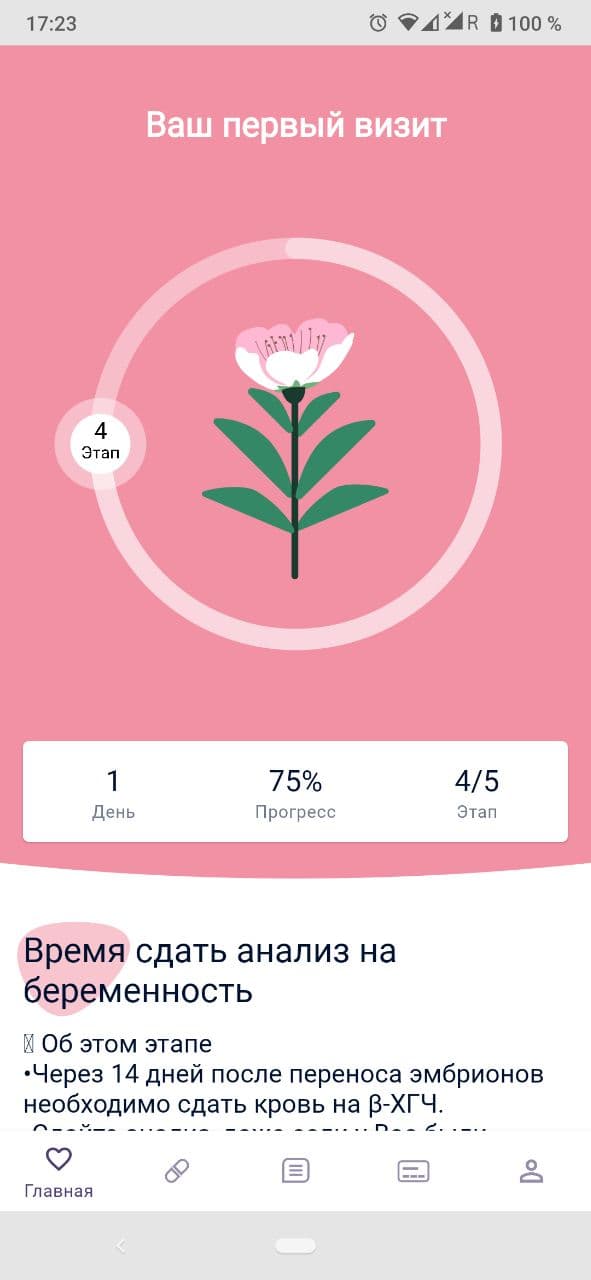 17:23
R 100 %
Ваш первый визит
4
Этап
1 75% 4/5
День Прогресс Этап
Время сдать анализ на
беременность
Об этом этапе
•Через 14 дней после переноса эмбрионов
необходимо сдать кровь на β-ХГЧ.
Главная